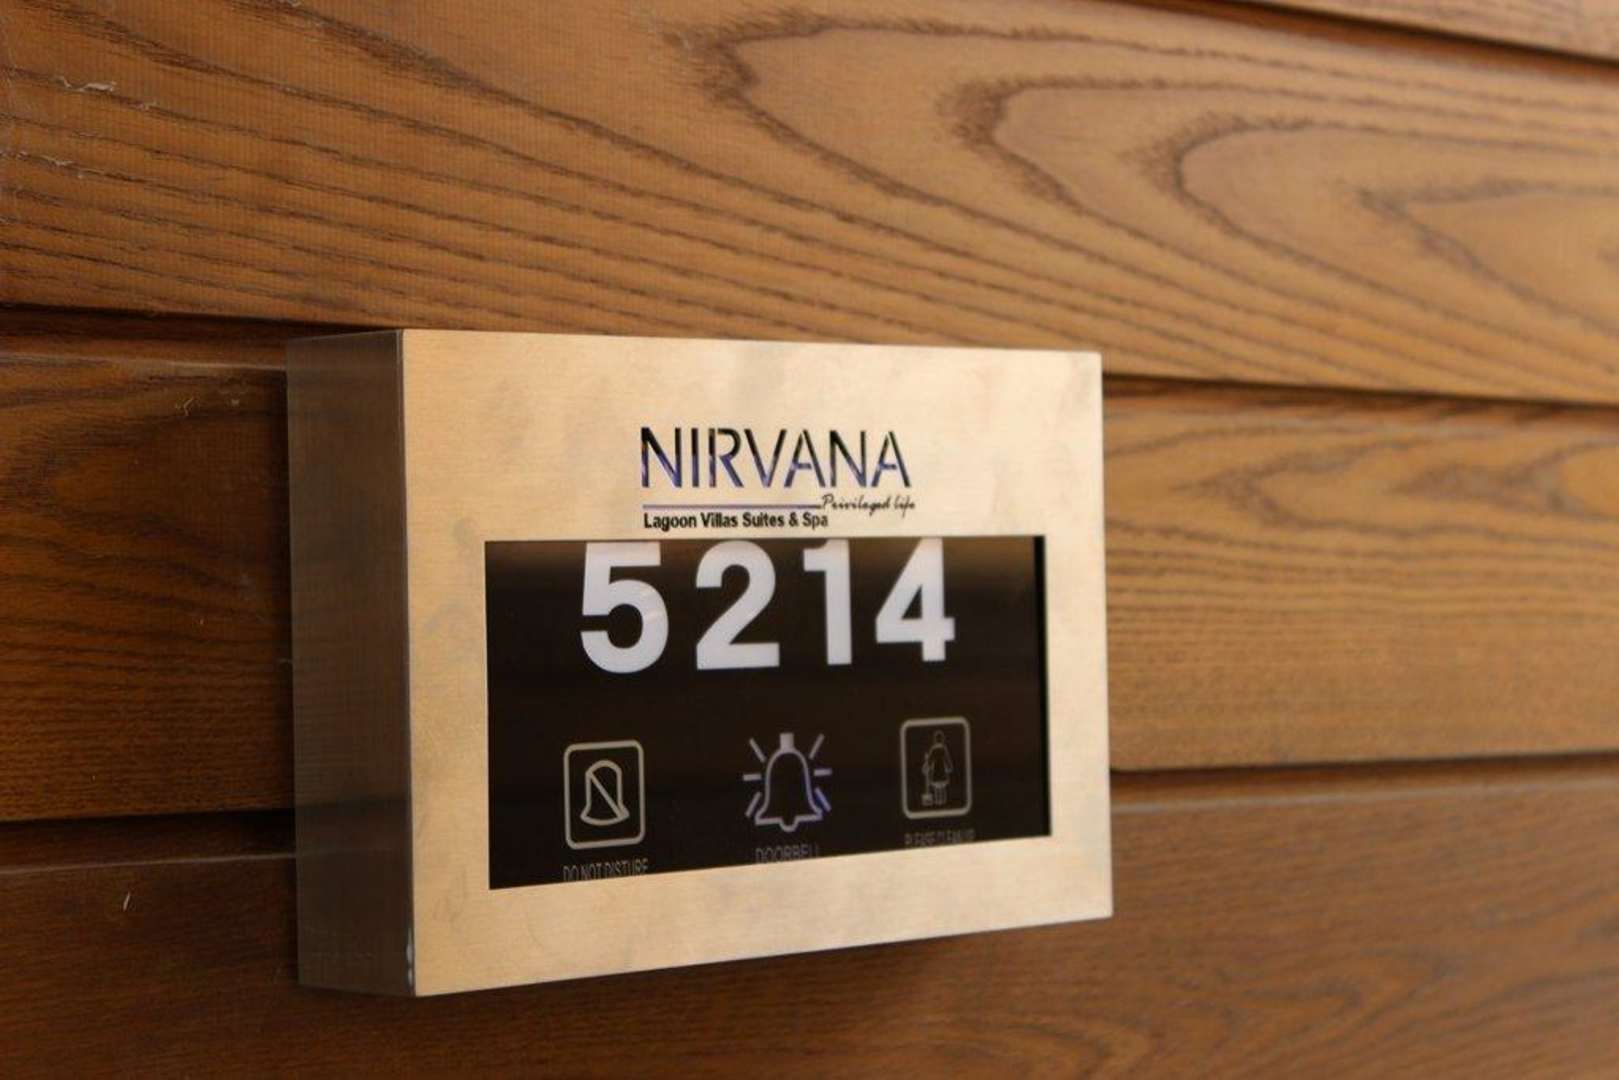 NIRVANA
Privileged life
Lagoon Villas Suites & Spa
5214
DO NOT DISTURB
DOORBELL
PLEASE CLEAN UP